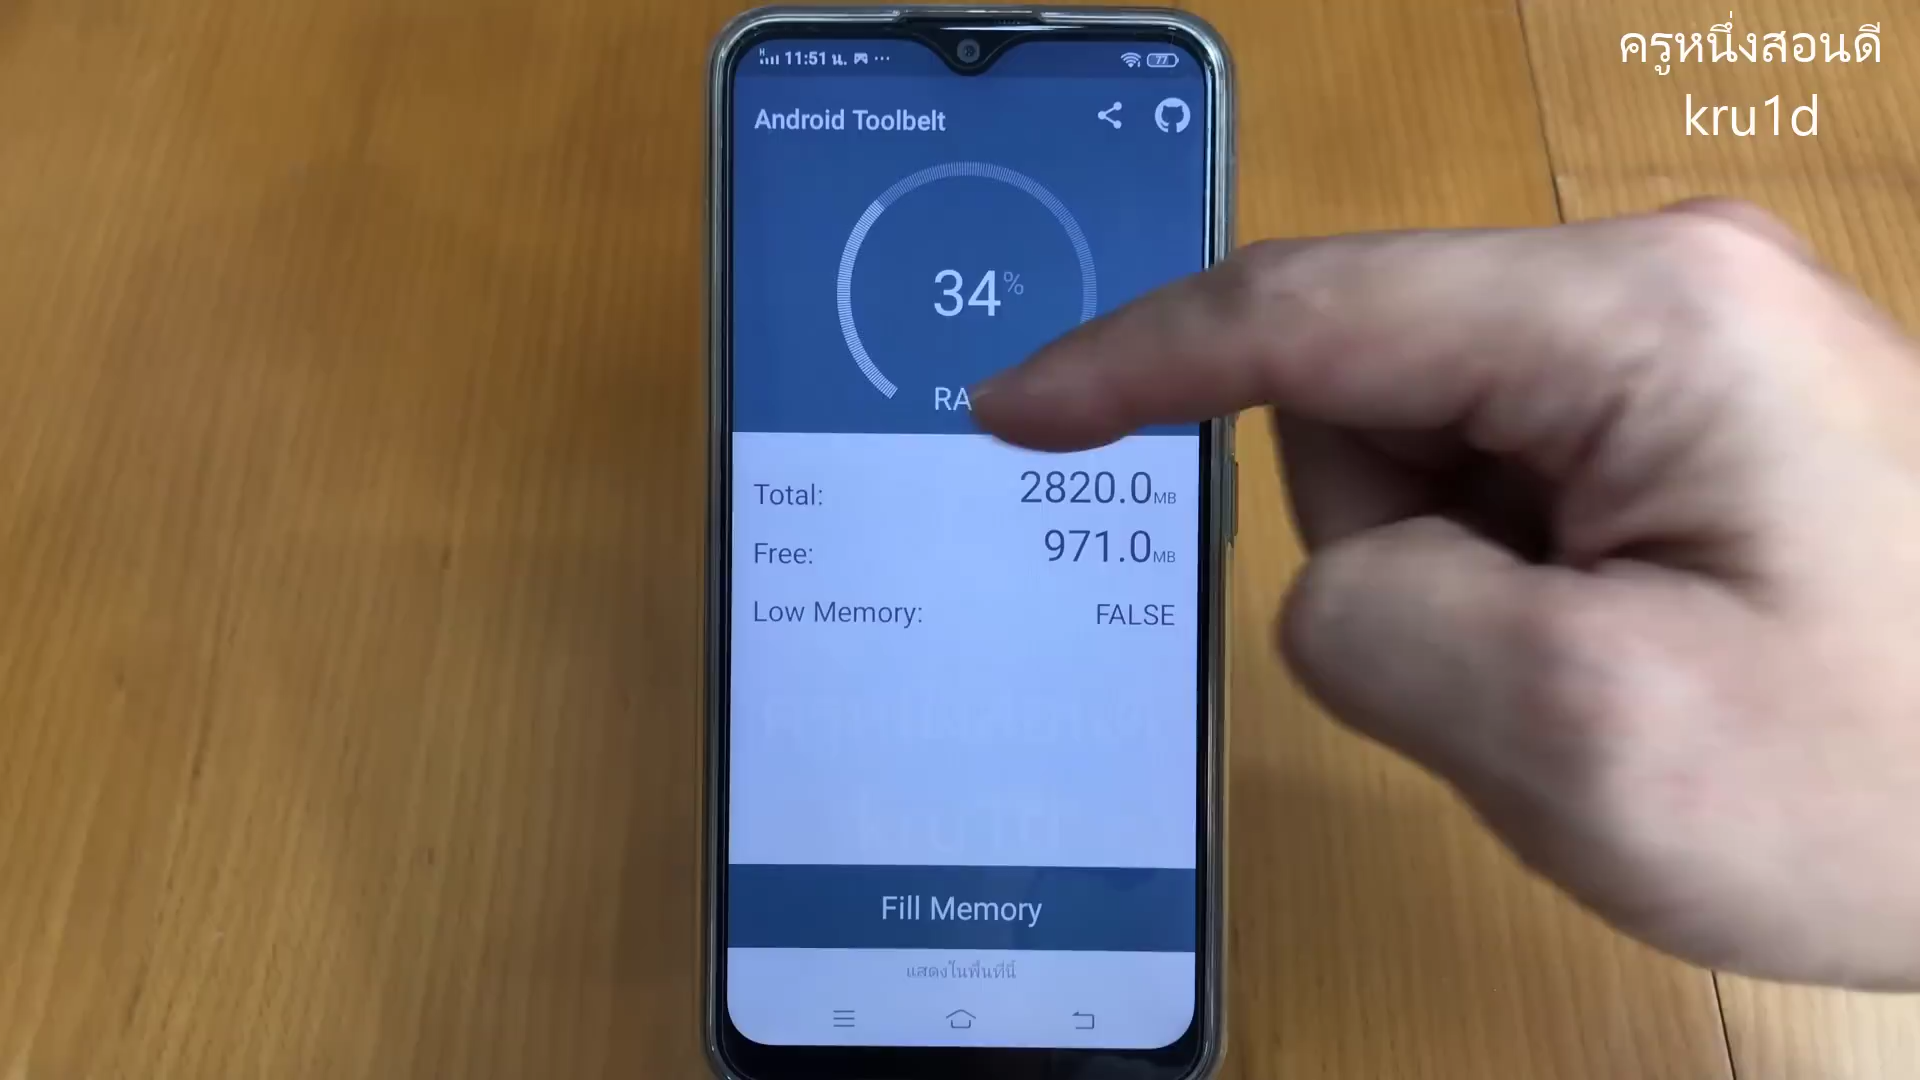 ครูหนึ่งสอนดี
kru1d
11:51 น.
77
Android Toolbelt
34%
RA
Total: 2820.0MB
Free: 971.0MB
Low Memory: FALSE
Fill Memory
แสดงในพื้นที่นี้